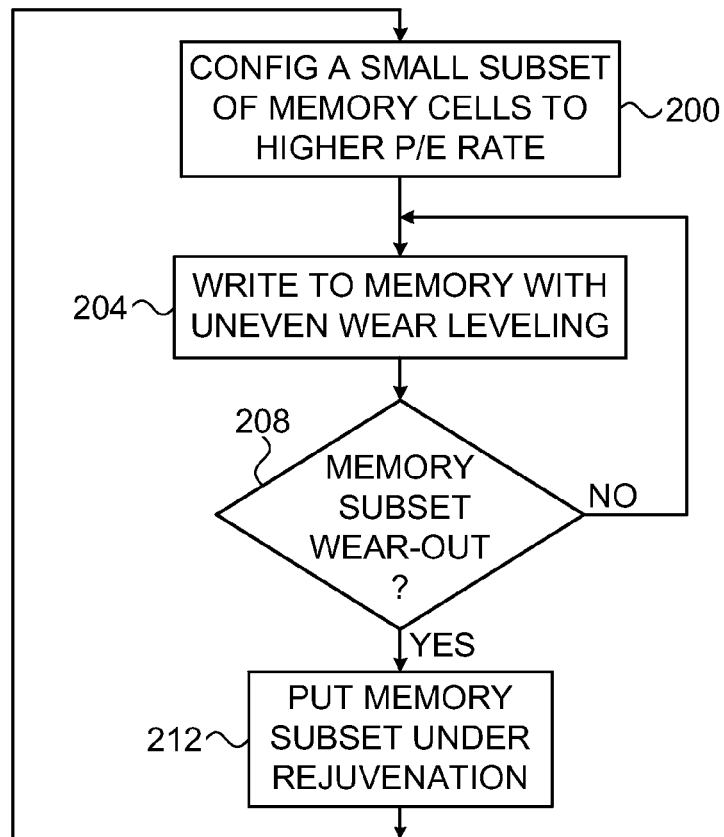 CONFIG A SMALL SUBSET
OF MEMORY CELLS TO
HIGHER P/E RATE
200
204
WRITE TO MEMORY WITH
UNEVEN WEAR LEVELING
208
MEMORY
SUBSET
WEAR-OUT
?
NO
YES
212
PUT MEMORY
SUBSET UNDER
REJUVENATION